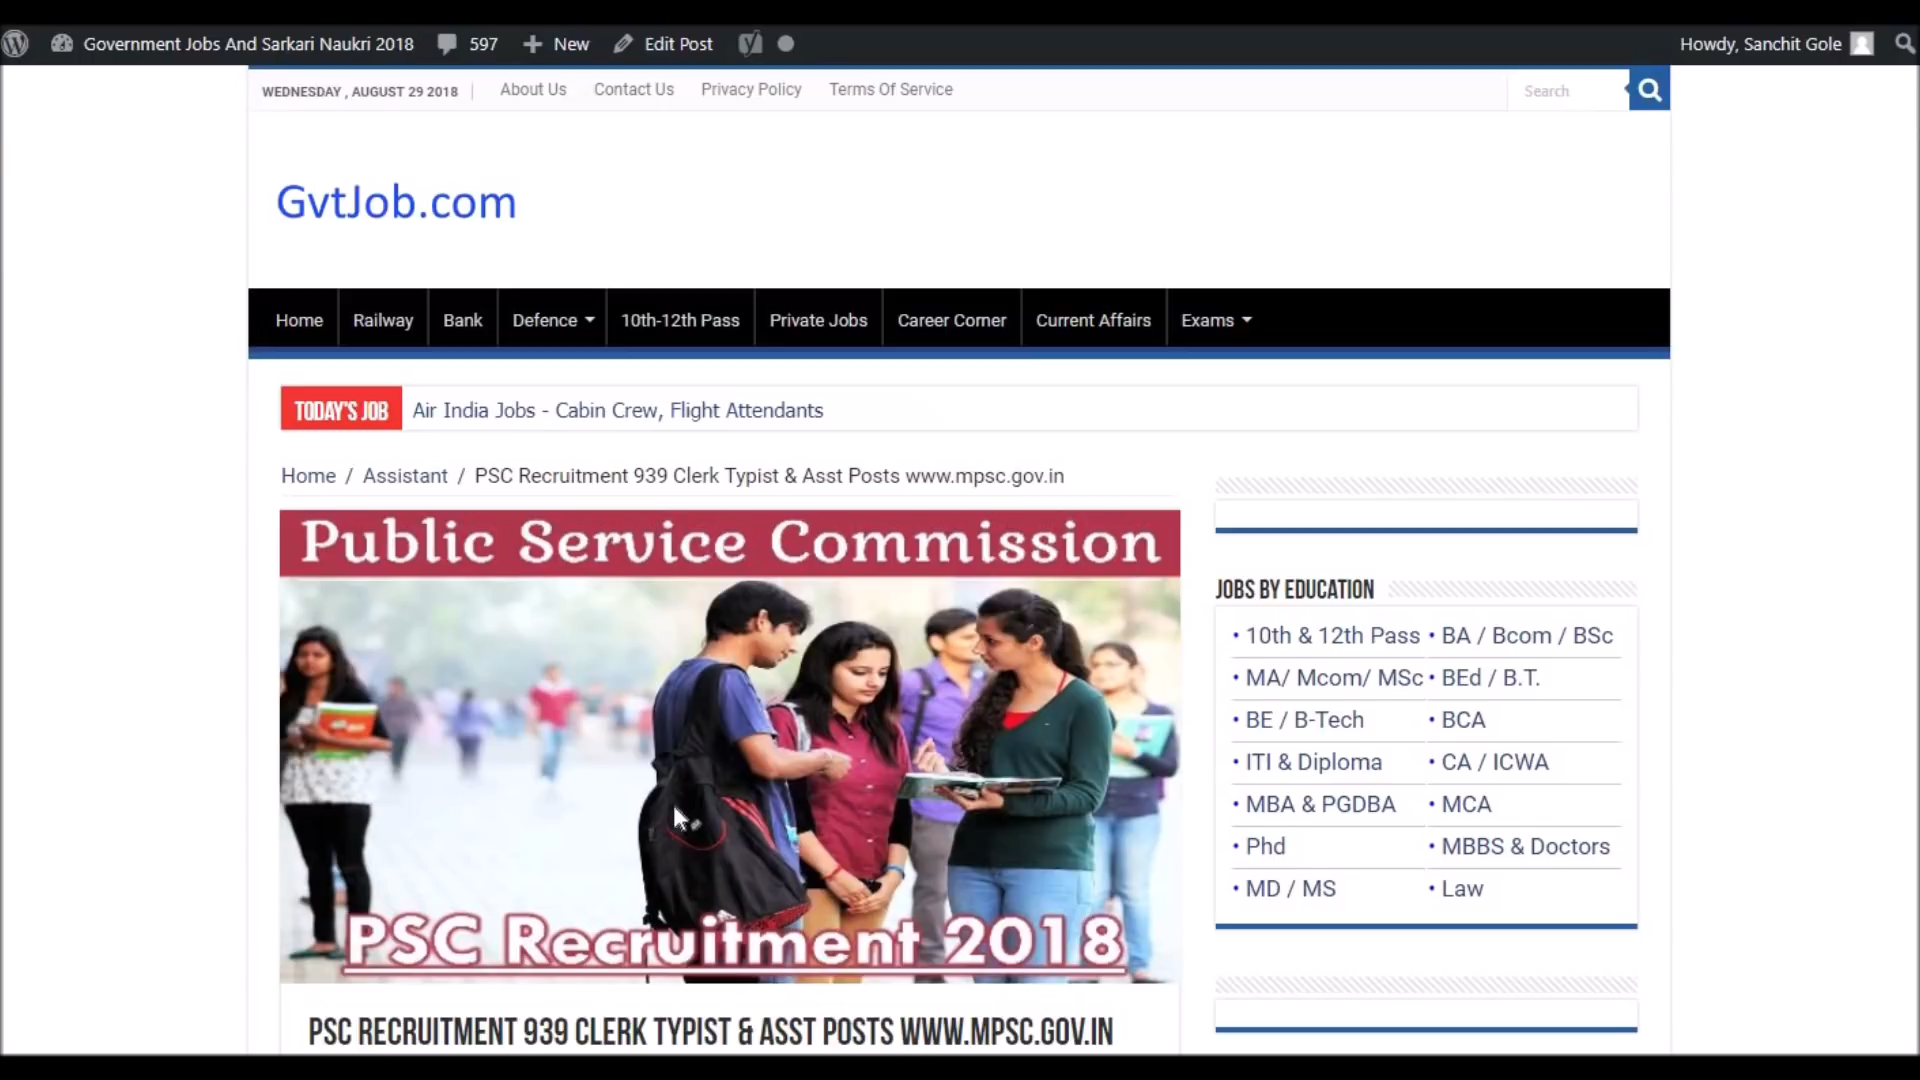 Government Jobs And Sarkari Naukri 2018 597 New Edit Post Howdy, Sanchit Gole
WEDNESDAY , AUGUST 29 2018 About Us Contact Us Privacy Policy Terms Of Service Search
GvtJob.com
Home Railway Bank Defence 10th-12th Pass Private Jobs Career Corner Current Affairs Exams
TODAY'S JOB Air India Jobs - Cabin Crew, Flight Attendants
Home / Assistant / PSC Recruitment 939 Clerk Typist & Asst Posts www.mpsc.gov.in
Public Service Commission
PSC Recruitment 2018
PSC RECRUITMENT 939 CLERK TYPIST & ASST POSTS WWW.MPSC.GOV.IN
JOBS BY EDUCATION
• 10th & 12th Pass • BA / Bcom / BSc
• MA/ Mcom/ MSc • BEd / B.T.
• BE / B-Tech • BCA
• ITI & Diploma • CA / ICWA
• MBA & PGDBA • MCA
• Phd • MBBS & Doctors
• MD / MS • Law